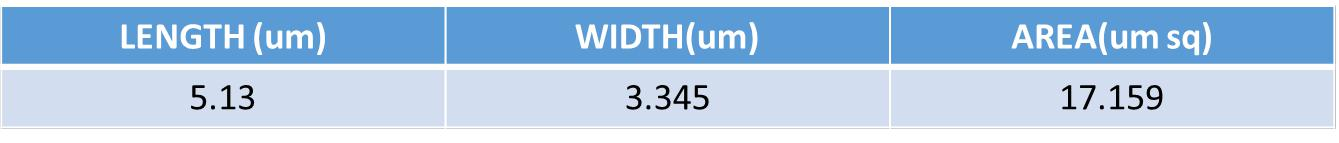 LENGTH (um) WIDTH(um) AREA(um sq)
5.13 3.345 17.159